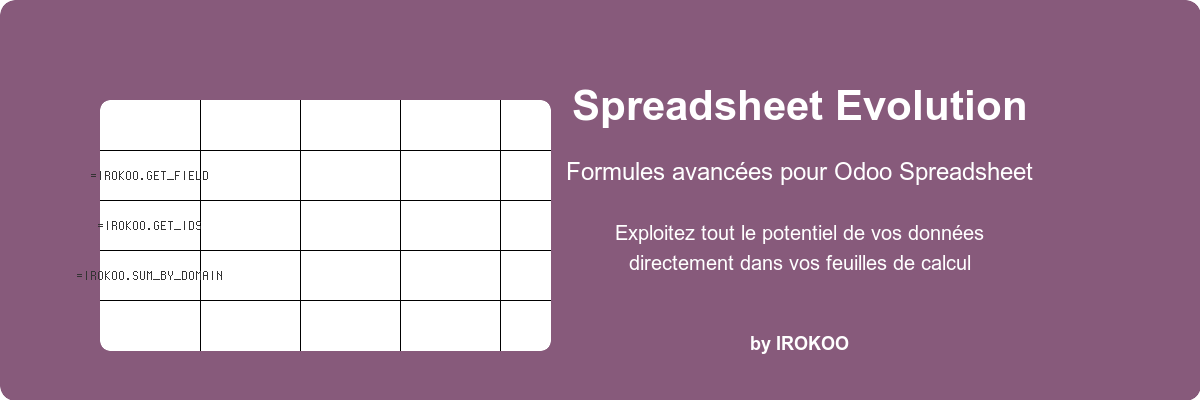 =IROKOO.GET_FIELD
=IROKOO.GET_IDS
=IROKOO.SUM_BY_DOMAIN
Spreadsheet Evolution
Formules avancées pour Odoo Spreadsheet
Exploitez tout le potentiel de vos données
directement dans vos feuilles de calcul
by IROKOO